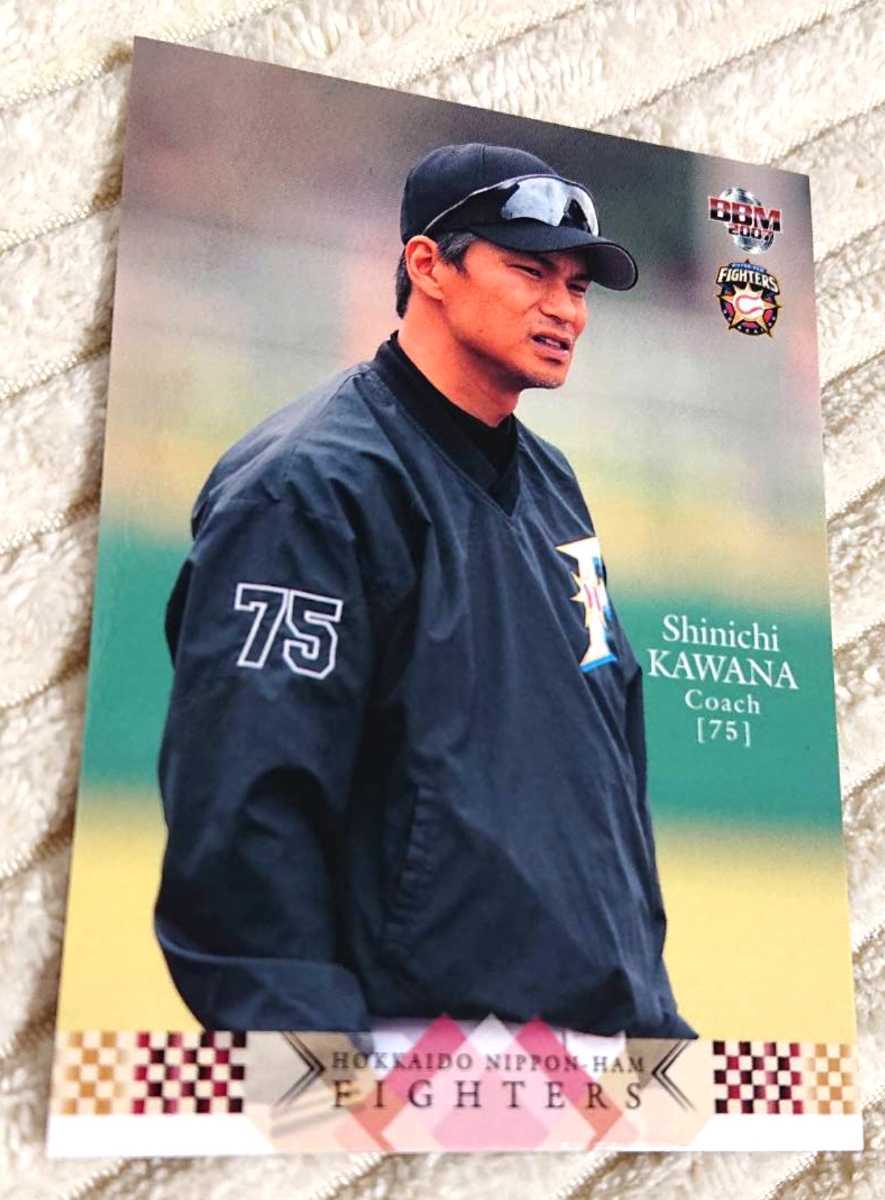 BBM
2007
FIGHTERS
75
F
Shinichi
KAWANA
Coach
[75]
HOKKAIDO NIPPON-HAM
FIGHTERS